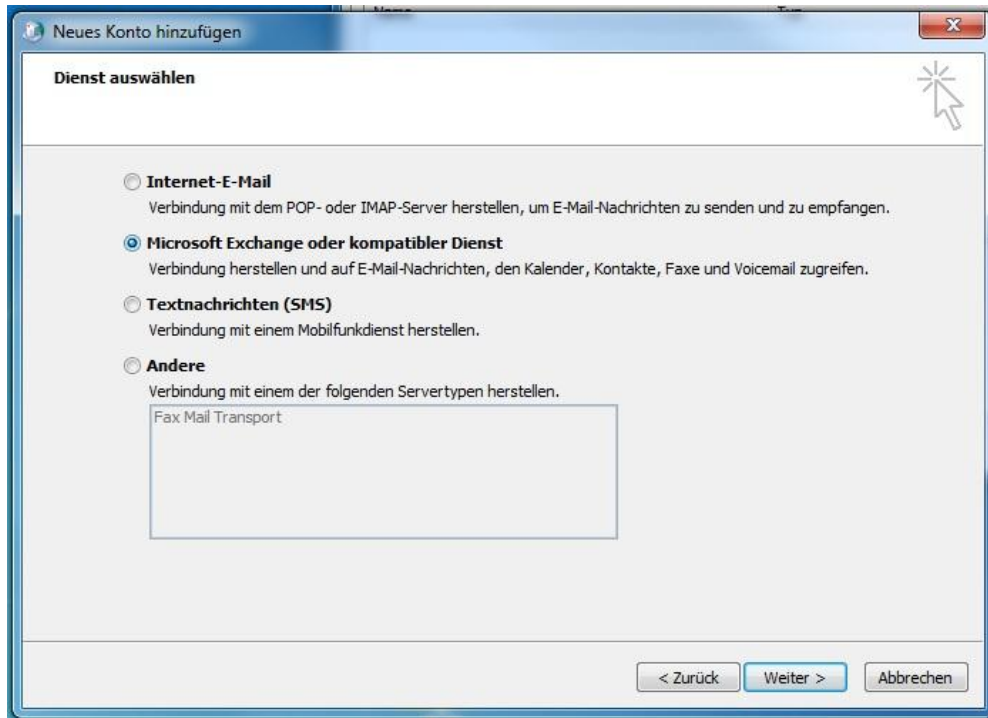 Name
Typ
Neues Konto hinzufügen
Dienst auswählen
Internet-E-Mail
Verbindung mit dem POP- oder IMAP-Server herstellen, um E-Mail-Nachrichten zu senden und zu empfangen.
Microsoft Exchange oder kompatibler Dienst
Verbindung herstellen und auf E-Mail-Nachrichten, den Kalender, Kontakte, Faxe und Voicemail zugreifen.
Textnachrichten (SMS)
Verbindung mit einem Mobilfunkdienst herstellen.
Andere
Verbindung mit einem der folgenden Servertypen herstellen.
Fax Mail Transport
< Zurück
Weiter >
Abbrechen